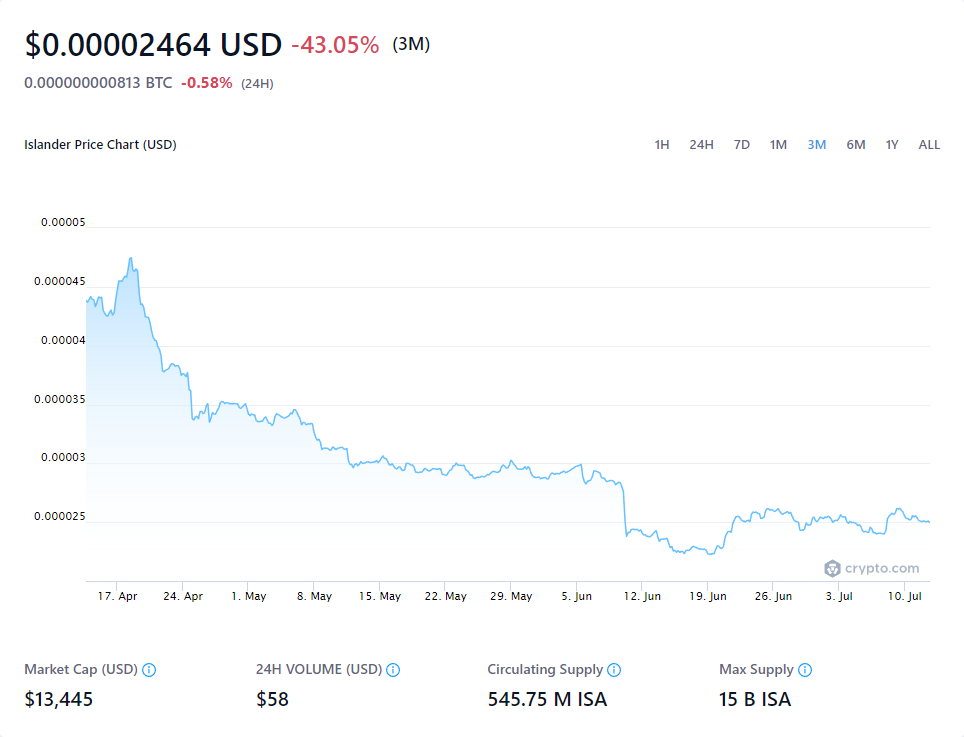 $0.00002464 USD -43.05% (3M)
0.000000000813 BTC -0.58% (24H)
Islander Price Chart (USD) 1H 24H 7D 1M 3M 6M 1Y ALL
0.00005
0.000045
0.00004
0.000035
0.00003
0.000025
crypto.com
17. Apr 24. Apr 1. May 8. May 15. May 22. May 29. May 5. Jun 12. Jun 19. Jun 26. Jun 3. Jul 10. Jul
Market Cap (USD) 24H VOLUME (USD) Circulating Supply Max Supply
$13,445 $58 545.75 M ISA 15 B ISA